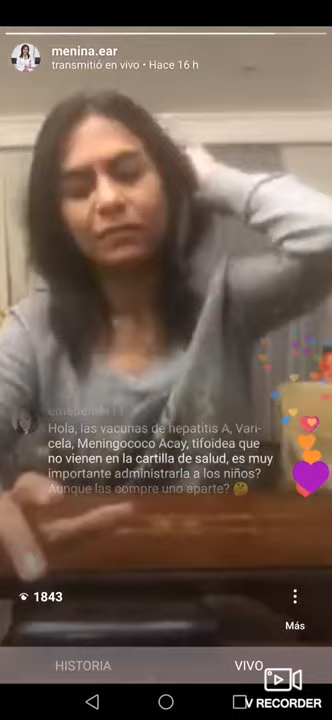 menina.ear
transmitió en vivo • Hace 16 h
Hola, las vacunas de hepatitis A, Vari-
cela, Meningococo Acay, tifoidea que
no vienen en la cartilla de salud, es muy
importante administrarla a los niños?
Aunque las compre uno aparte? 🤔
1843
Más
HISTORIA
VIVO
V RECORDER